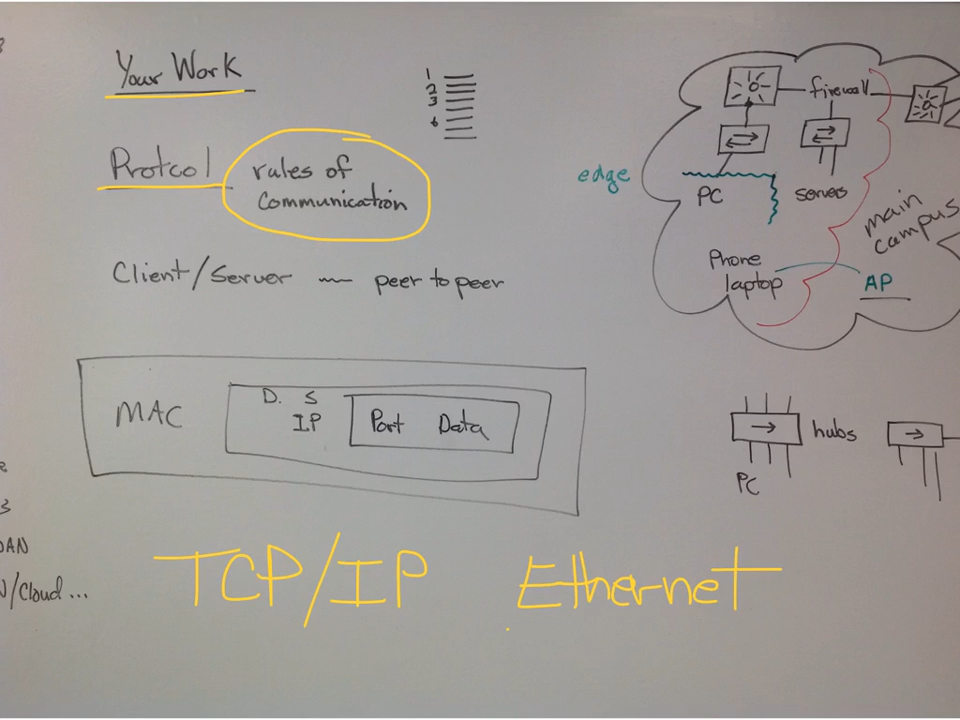 Your Work
1
2
3
6
Protcol
rules of
communication
Client/Server — peer to peer
MAC
D. S
IP
Port Data
TCP/IP Ethernet
firewall
edge
PC
servers
main
campus
Phone
laptop
AP
hubs
PC
3
DAN
/Cloud...